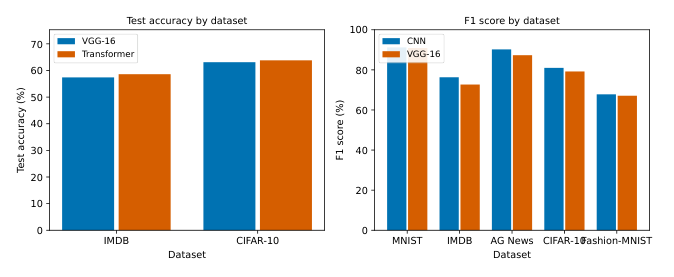 Test accuracy by dataset
VGG-16
Transformer
Test accuracy (%)
70
60
50
40
30
20
10
0
IMDB
CIFAR-10
Dataset
F1 score by dataset
CNN
VGG-16
F1 score (%)
100
80
60
40
20
0
MNIST
IMDB
AG News
CIFAR-10
Fashion-MNIST
Dataset